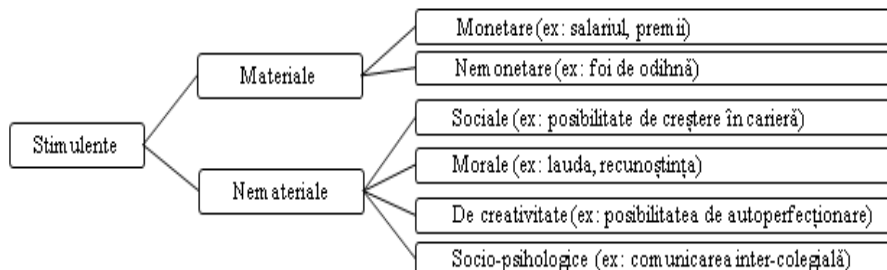 Monetare (ex: salariul, premii)
Materiale
Nemonetare (ex: foi de odihnă)
Sociale (ex: posibilitate de creștere în carieră)
Stimulente
Morale (ex: lauda, recunoștința)
Nemateriale
De creativitate (ex: posibilitatea de autoperfecționare)
Socio-psihologice (ex: comunicarea inter-colegială)